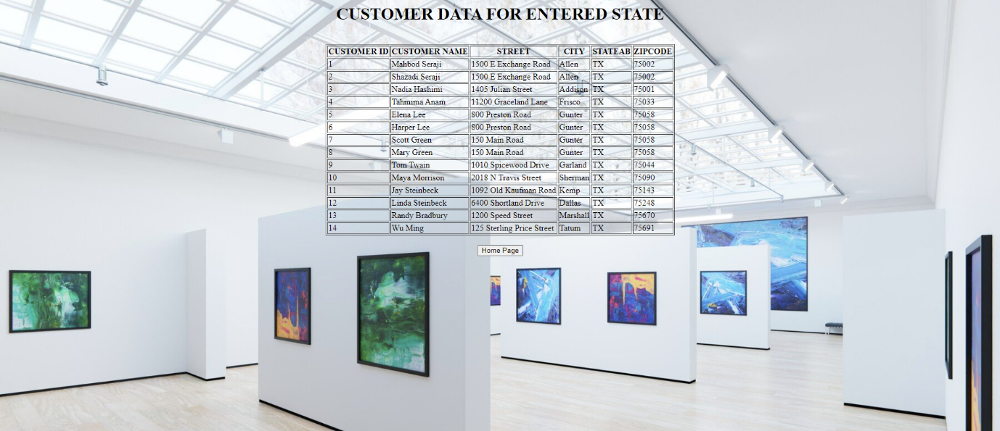 CUSTOMER DATA FOR ENTERED STATE
CUSTOMER ID CUSTOMER NAME STREET CITY STATEAB ZIPCODE
1 Mahbod Seraji 1500 E Exchange Road Allen TX 75002
2 Shazadi Seraji 1500 E Exchange Road Allen TX 75002
3 Nadia Hashimi 1405 Julian Street Addison TX 75001
4 Tahmima Anam 11200 Graceland Lane Frisco TX 75033
5 Elena Lee 800 Preston Road Gunter TX 75058
6 Harper Lee 800 Preston Road Gunter TX 75058
7 Scott Green 150 Main Road Gunter TX 75058
8 Mary Green 150 Main Road Gunter TX 75058
9 Tom Twain 1010 Spicewood Drive Garland TX 75044
10 Maya Morrison 2018 N Travis Street Sherman TX 75090
11 Jay Steinbeck 1092 Old Kaufman Road Kemp TX 75143
12 Linda Steinbeck 6400 Shortland Drive Dallas TX 75248
13 Randy Bradbury 1200 Speed Street Marshall TX 75670
14 Wu Ming 125 Sterling Price Street Tatum TX 75691
Home Page